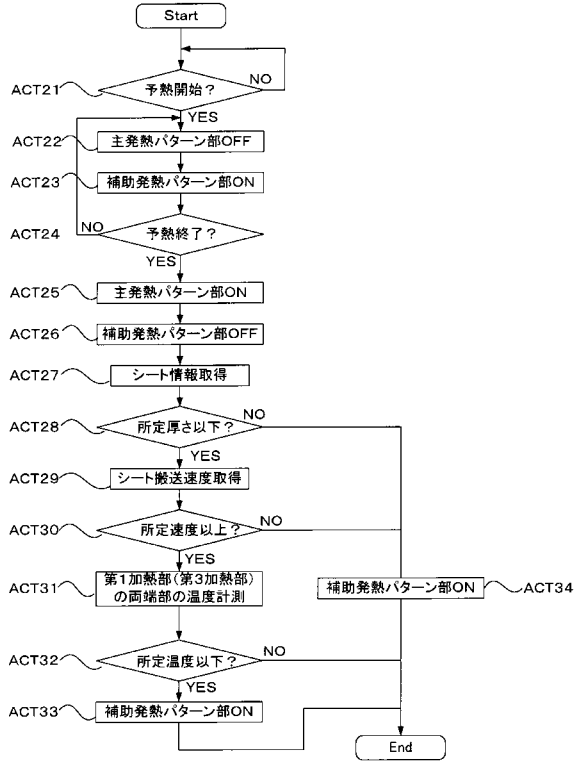 Start
NO
ACT21
予熱開始?
YES
ACT22
主発熱パターン部OFF
ACT23
補助発熱パターン部ON
NO
ACT24
予熱終了?
YES
ACT25
主発熱パターン部ON
ACT26
補助発熱パターン部OFF
ACT27
シート情報取得
NO
ACT28
所定厚さ以下?
YES
ACT29
シート搬送速度取得
NO
ACT30
所定速度以上?
YES
ACT31
第1加熱部(第3加熱部)
の両端部の温度計測
補助発熱パターン部ON
ACT34
NO
ACT32
所定温度以下?
YES
ACT33
補助発熱パターン部ON
End